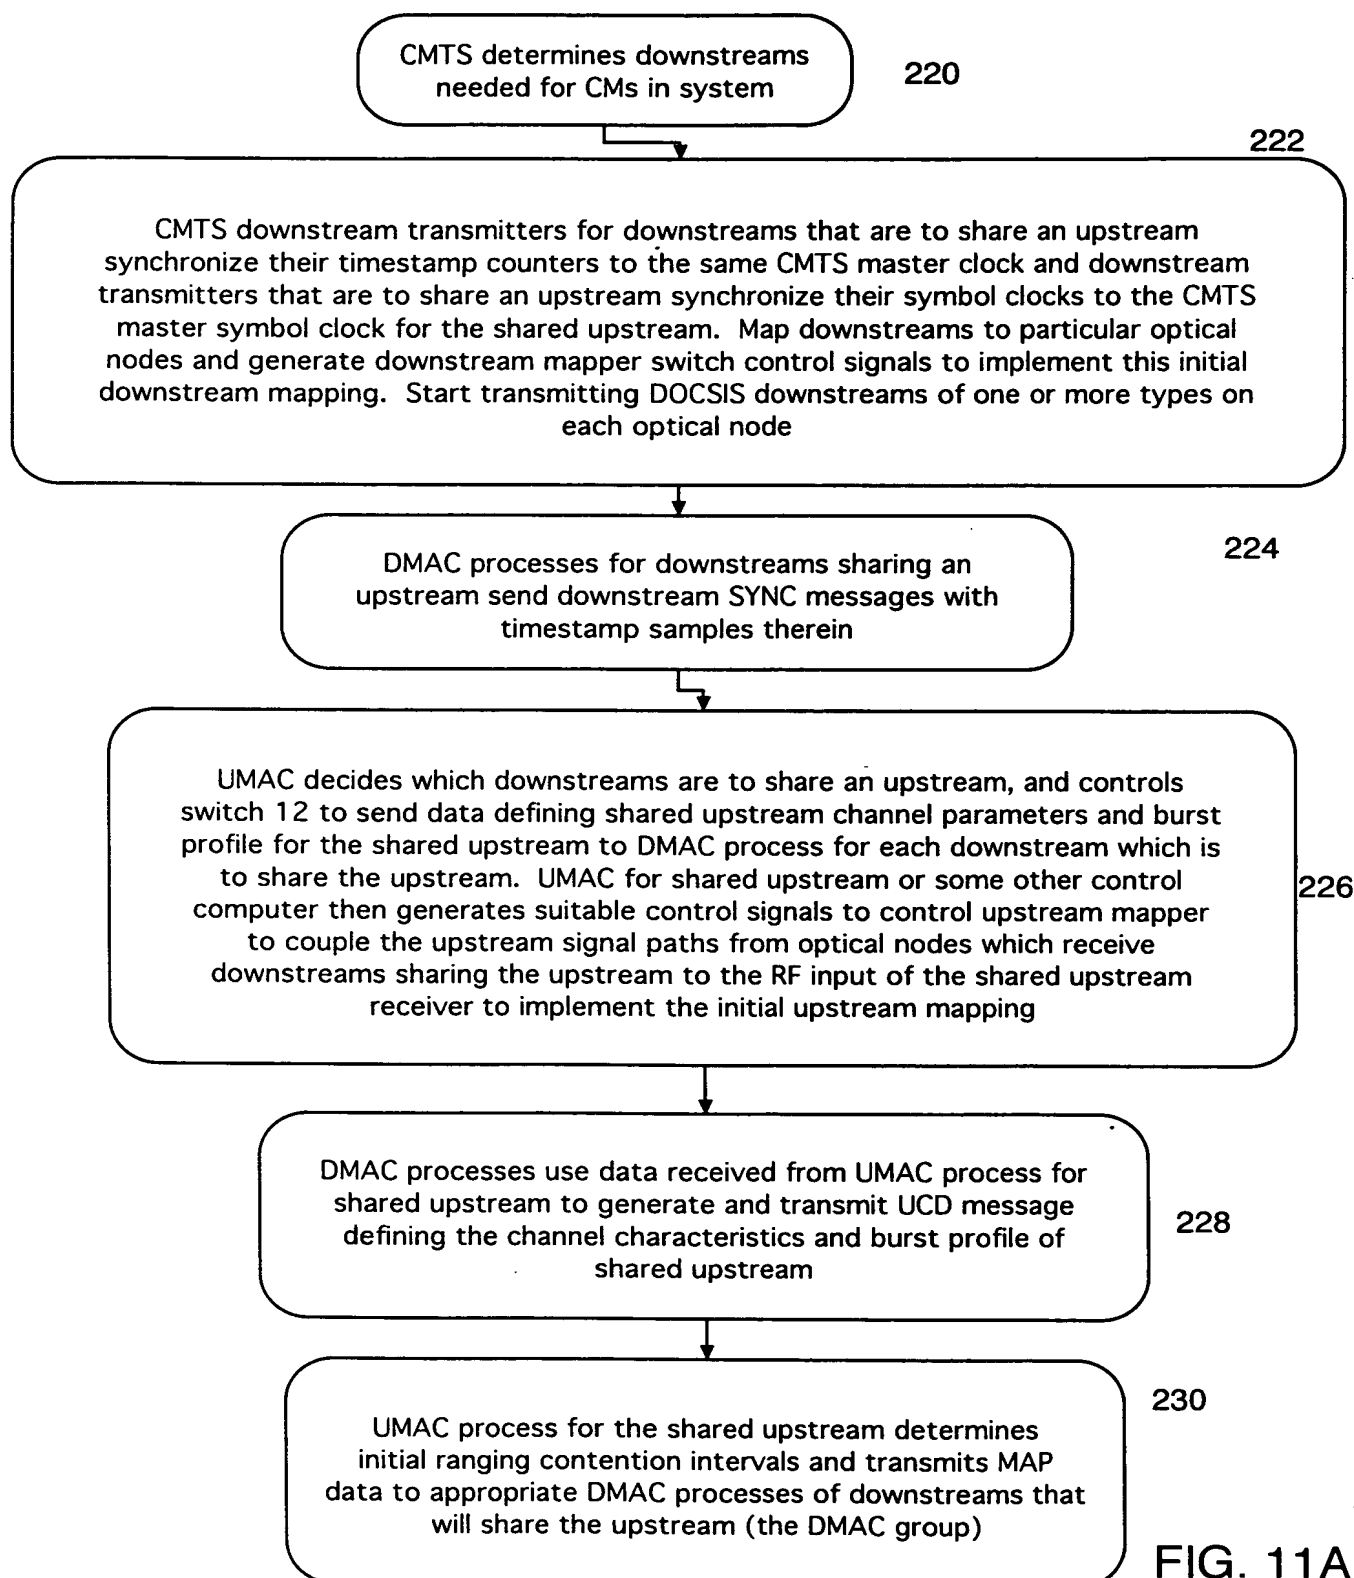 CMTS determines downstreams
needed for CMs in system
220
222
CMTS downstream transmitters for downstreams that are to share an upstream
synchronize their timestamp counters to the same CMTS master clock and downstream
transmitters that are to share an upstream synchronize their symbol clocks to the CMTS
master symbol clock for the shared upstream. Map downstreams to particular optical
nodes and generate downstream mapper switch control signals to implement this initial
downstream mapping. Start transmitting DOCSIS downstreams of one or more types on
each optical node
224
DMAC processes for downstreams sharing an
upstream send downstream SYNC messages with
timestamp samples therein
UMAC decides which downstreams are to share an upstream, and controls
switch 12 to send data defining shared upstream channel parameters and burst
profile for the shared upstream to DMAC process for each downstream which is
to share the upstream. UMAC for shared upstream or some other control
computer then generates suitable control signals to control upstream mapper
to couple the upstream signal paths from optical nodes which receive
downstreams sharing the upstream to the RF input of the shared upstream
receiver to implement the initial upstream mapping
226
DMAC processes use data received from UMAC process for
shared upstream to generate and transmit UCD message
defining the channel characteristics and burst profile of
shared upstream
228
230
UMAC process for the shared upstream determines
initial ranging contention intervals and transmits MAP
data to appropriate DMAC processes of downstreams that
will share the upstream (the DMAC group)
FIG. 11A